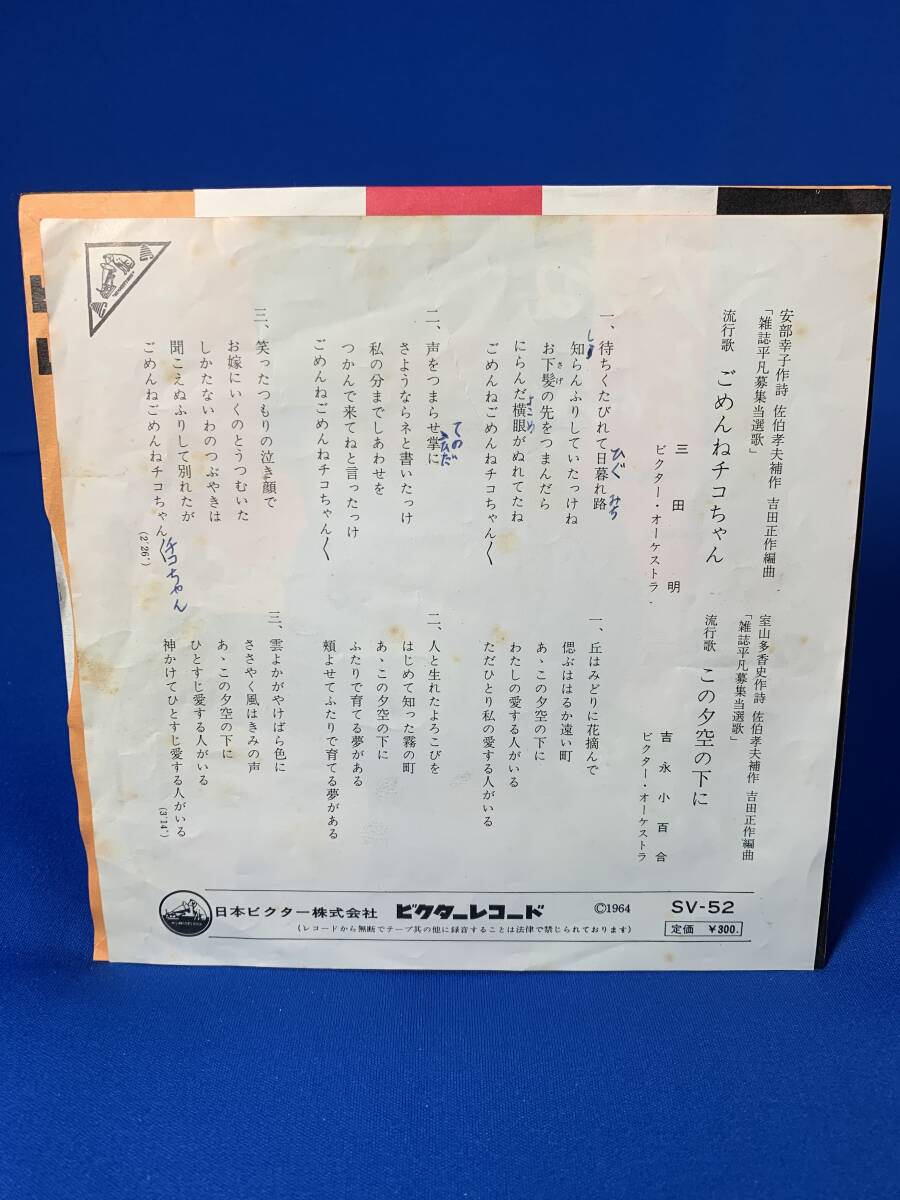 安部幸子作詩 佐伯孝夫補作 吉田正作編曲
「雑誌平凡募集当選歌」
流行歌 ごめんねチコちゃん
三田明
ビクター・オーケストラ
一、待ちくたびれて日暮れ路
ひぐ みち
知らんふりしていたっけね
し
お下髪の先をつまんだら
さげ
にらんだ横眼がぬれてたね
よこめ
ごめんねごめんねチコちゃん〱
二、声をつまらせ掌に
てのひら
さようならネと書いたっけ
私の分までしあわせを
つかんで来てねと言ったっけ
ごめんねごめんねチコちゃん〱
三、笑ったつもりの泣き顔で
お嫁にいくのとうつむいた
しかたないわのつぶやきは
聞こえぬふりして別れたが
ごめんねごめんねチコちゃん〱
チコちゃん
(2′26″)
室山多香史作詩 佐伯孝夫補作 吉田正作編曲
「雑誌平凡募集当選歌」
流行歌 この夕空の下に
吉永小百合
ビクター・オーケストラ
一、丘はみどりに花摘んで
偲ぶははるか遠い町
あゝこの夕空の下に
わたしの愛する人がいる
ただひとり私の愛する人がいる
二、人と生れたよろこびを
はじめて知った霧の町
あゝこの夕空の下に
ふたりで育てる夢がある
頬よせてふたりで育てる夢がある
三、雲よかがやけばら色に
ささやく風はきみの声
あゝこの夕空の下に
ひとすじ愛する人がいる
神かけてひとすじ愛する人がいる
(3′14″)
日本ビクター株式会社 ビクターレコード ©1964 SV-52
(レコードから無断でテープ其の他に録音することは法律で禁じられております) 定価 ¥300.